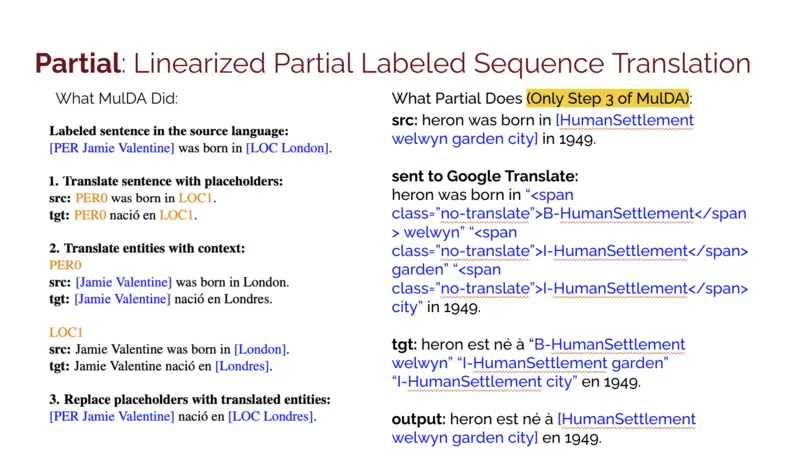 Partial: Linearized Partial Labeled Sequence Translation
What MulDA Did:
Labeled sentence in the source language:
[PER Jamie Valentine] was born in [LOC London].
1. Translate sentence with placeholders:
src: PER0 was born in LOC1.
tgt: PER0 nació en LOC1.
2. Translate entities with context:
PER0
src: [Jamie Valentine] was born in London.
tgt: [Jamie Valentine] nació en Londres.
LOC1
src: Jamie Valentine was born in [London].
tgt: Jamie Valentine nació en [Londres].
3. Replace placeholders with translated entities:
[PER Jamie Valentine] nació en [LOC Londres].
What Partial Does (Only Step 3 of MulDA):
src: heron was born in [HumanSettlement
welwyn garden city] in 1949.
sent to Google Translate:
heron was born in “<span
class=”no-translate”>B-HumanSettlement</span
> welwyn” “<span
class=”no-translate”>I-HumanSettlement</span>
garden” “<span
class=”no-translate”>I-HumanSettlement</span>
city” in 1949.
tgt: heron est né à “B-HumanSettlement
welwyn” “I-HumanSettlement garden”
“I-HumanSettlement city” en 1949.
output: heron est né à [HumanSettlement
welwyn garden city] en 1949.